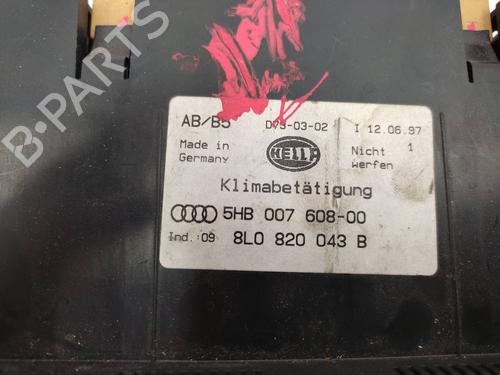 B-PARTS
AB/B5 D79-03-02 I 12.06.97
Made in Germany
HELLA
Nicht 1
werfen
Klimabetätigung
5HB 007 608-00
Ind.:09 8L0 820 043 B